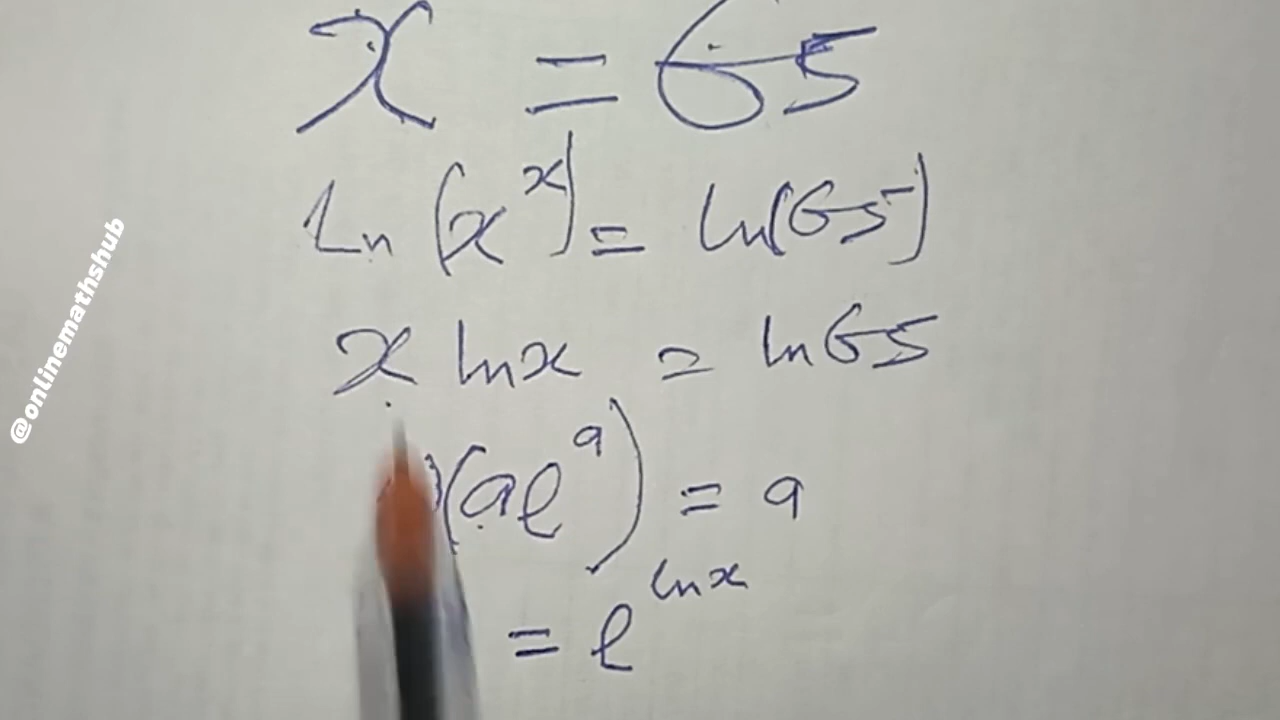 x = 65
ln(x^x) = ln(65)
x lnx = ln65
(ae^a) = a
= e^lnx
@onlinemathshub